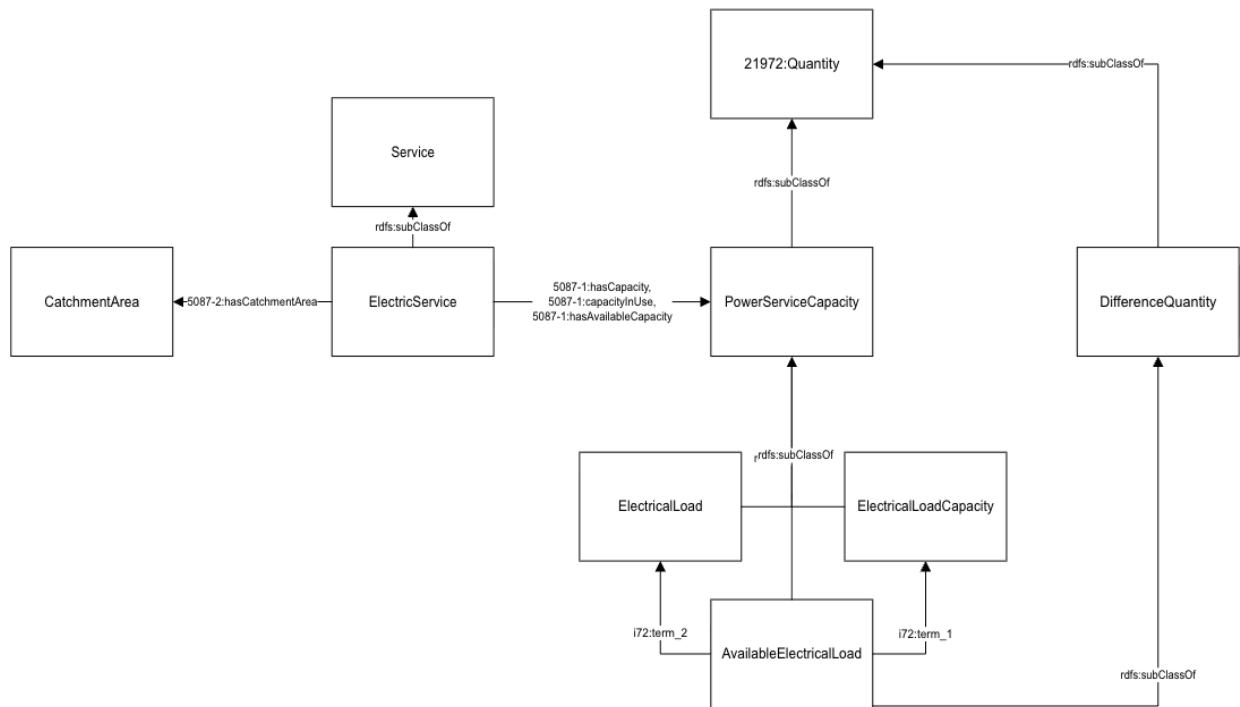 21972:Quantity
rdfs:subClassOf
Service
rdfs:subClassOf
rdfs:subClassOf
CatchmentArea
5087-2:hasCatchmentArea
ElectricService
5087-1:hasCapacity,
5087-1:capacityInUse,
5087-1:hasAvailableCapacity
PowerServiceCapacity
DifferenceQuantity
rdfs:subClassOf
ElectricalLoad
ElectricalLoadCapacity
i72:term_2
AvailableElectricalLoad
i72:term_1
rdfs:subClassOf